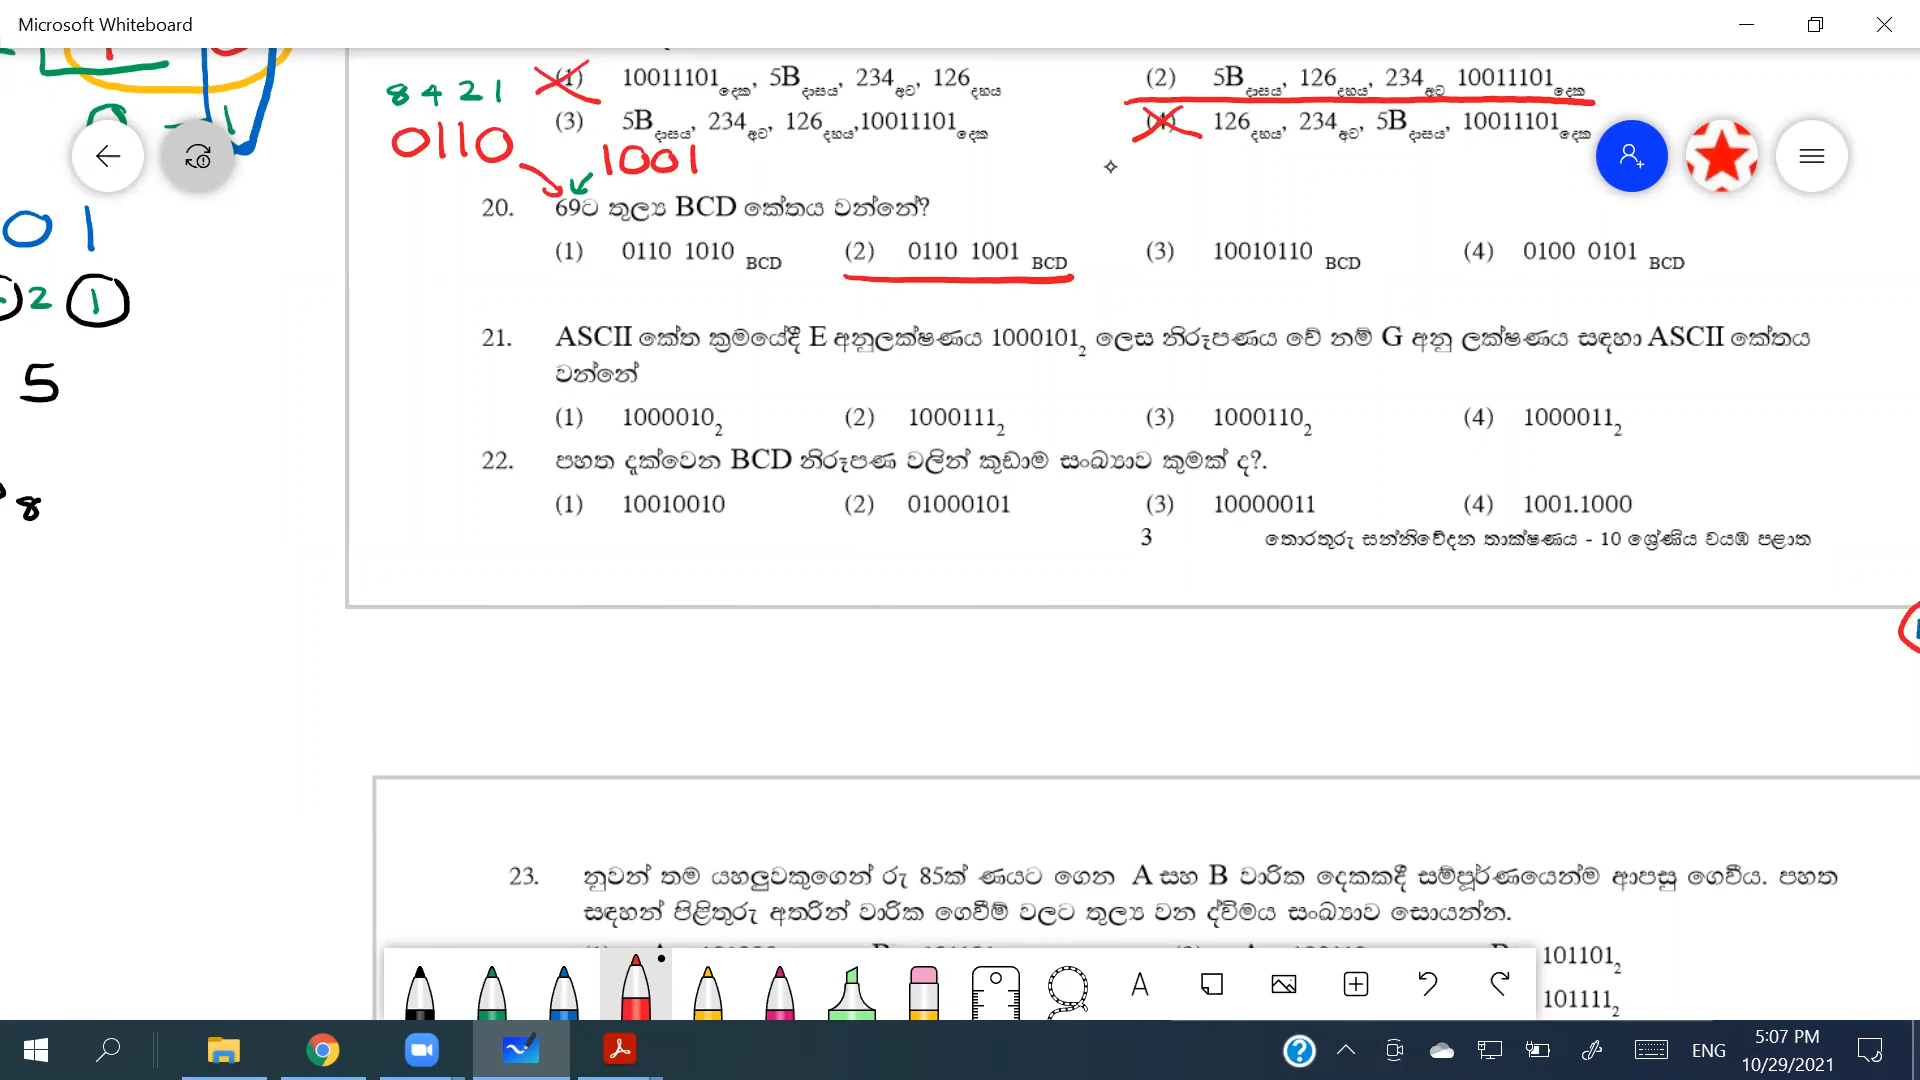 Microsoft Whiteboard
(1) 10011101දෙක, 5Bදාසය, 234අට, 126දහය
(2) 5Bදාසය, 126දහය, 234අට 10011101දෙක
8 4 2 1
(3) 5Bදාසය, 234අට, 126දහය,10011101දෙක
(4) 126දහය, 234අට, 5Bදාසය, 10011101දෙක
0110
1001
20. 69ට තුල්‍ය BCD කේතය වන්නේ?
(1) 0110 1010 BCD (2) 0110 1001 BCD (3) 10010110 BCD (4) 0100 0101 BCD
01
2 1
21. ASCII කේත ක්‍රමයේදී E අනුලක්ෂණය 1000101₂ ලෙස නිරූපණය වේ නම් G අනු ලක්ෂණය සඳහා ASCII කේතය
වන්නේ
5
(1) 1000010₂ (2) 1000111₂ (3) 1000110₂ (4) 1000011₂
22. පහත දැක්වෙන BCD නිරූපණ වලින් කුඩාම සංඛ්‍යාව කුමක් ද?.
8
(1) 10010010 (2) 01000101 (3) 10000011 (4) 1001.1000
3 තොරතුරු සන්නිවේදන තාක්ෂණය - 10 ශ්‍රේණිය වයඹ පළාත
23. නුවන් තම යහලුවකුගෙන් රු 85ක් ණයට ගෙන A සහ B වාරික දෙකකදී සම්පූර්ණයෙන්ම ආපසු ගෙවීය. පහත
සඳහන් පිළිතුරු අතරින් වාරික ගෙවීම් වලට තුල්‍ය වන ද්විමය සංඛ්‍යාව සොයන්න.
101101₂
101111₂
ENG
5:07 PM
10/29/2021